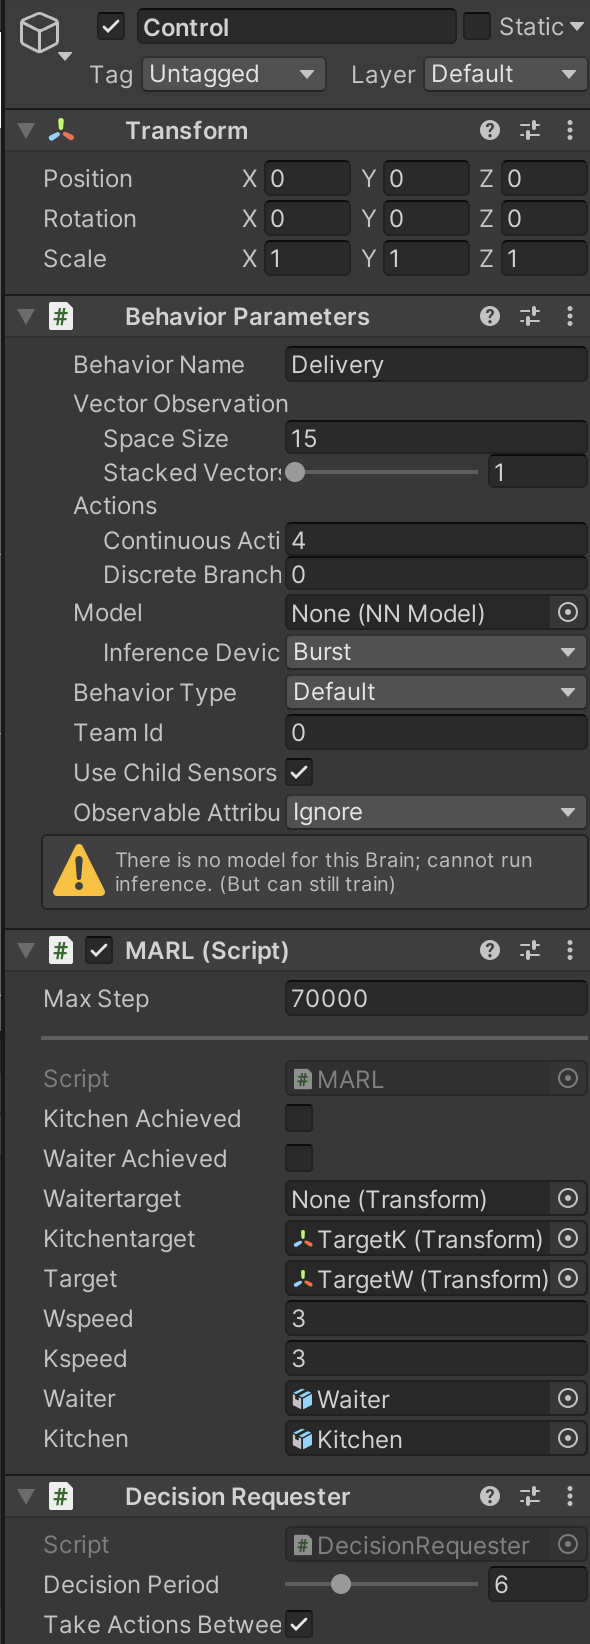 Control Static
Tag Untagged Layer Default
Transform
Position X 0 Y 0 Z 0
Rotation X 0 Y 0 Z 0
Scale X 1 Y 1 Z 1
# Behavior Parameters
Behavior Name Delivery
Vector Observation
Space Size 15
Stacked Vectors 1
Actions
Continuous Acti 4
Discrete Branch 0
Model None (NN Model)
Inference Devic Burst
Behavior Type Default
Team Id 0
Use Child Sensors
Observable Attribu Ignore
There is no model for this Brain; cannot run
inference. (But can still train)
# MARL (Script)
Max Step 70000
Script # MARL
Kitchen Achieved
Waiter Achieved
Waitertarget None (Transform)
Kitchentarget TargetK (Transform)
Target TargetW (Transform)
Wspeed 3
Kspeed 3
Waiter Waiter
Kitchen Kitchen
# Decision Requester
Script # DecisionRequester
Decision Period 6
Take Actions Betwee